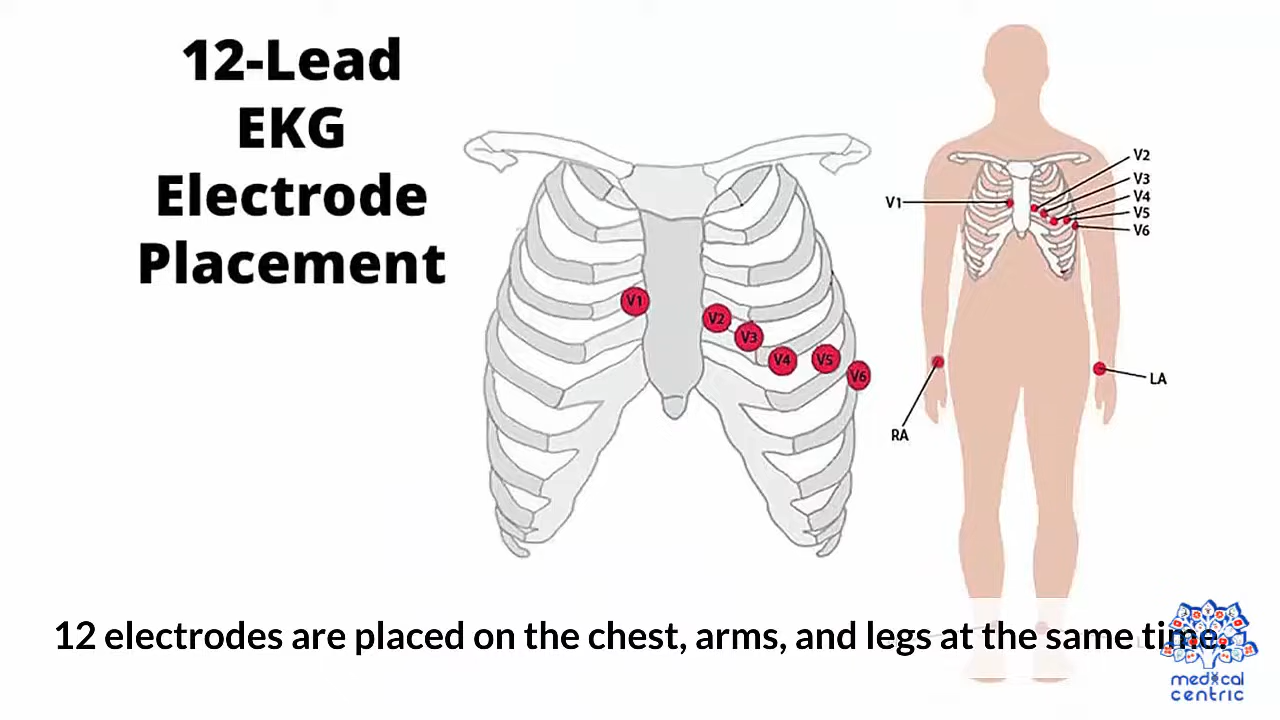 12-Lead
EKG
Electrode
Placement
V1
V2
V3
V4
V5
V6
V1
V2
V3
V4
V5
V6
RA
LA
12 electrodes are placed on the chest, arms, and legs at the same time.
medical
centric